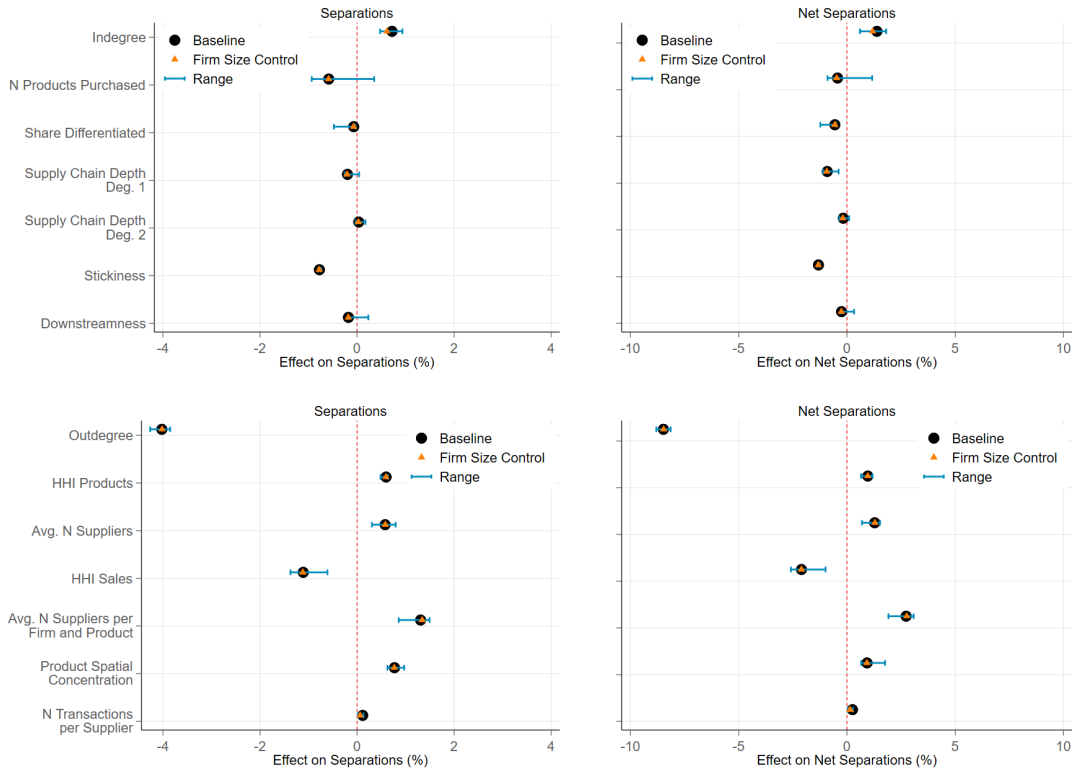 Separations
Indegree
N Products Purchased
Share Differentiated
Supply Chain Depth
Deg. 1
Supply Chain Depth
Deg. 2
Stickiness
Downstreamness
Baseline
Firm Size Control
Range
-4
-2
0
2
4
Effect on Separations (%)
Net Separations
Baseline
Firm Size Control
Range
-10
-5
0
5
10
Effect on Net Separations (%)
Separations
Outdegree
HHI Products
Avg. N Suppliers
HHI Sales
Avg. N Suppliers per
Firm and Product
Product Spatial
Concentration
N Transactions
per Supplier
Baseline
Firm Size Control
Range
-4
-2
0
2
4
Effect on Separations (%)
Net Separations
Baseline
Firm Size Control
Range
-10
-5
0
5
10
Effect on Net Separations (%)